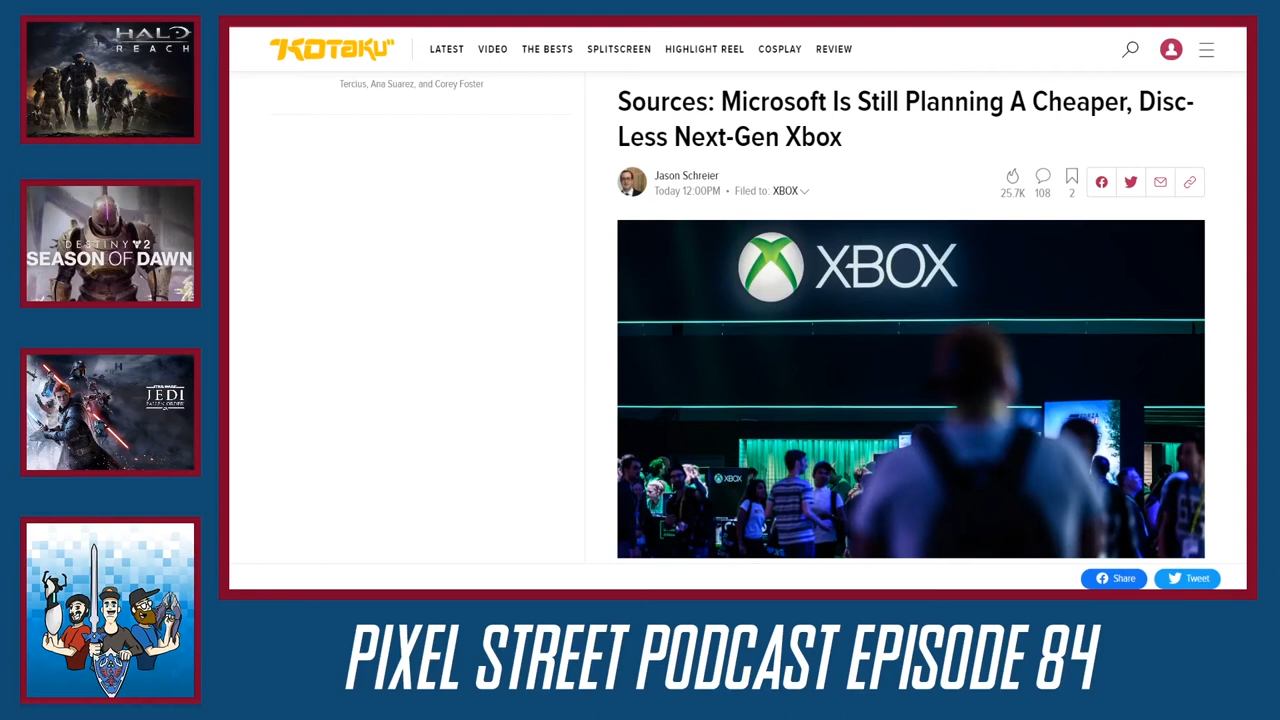 HALO
REACH
DESTINY 2
SEASON OF DAWN
STAR WARS
JEDI
FALLEN ORDER
KOTAKU
LATEST VIDEO THE BESTS SPLITSCREEN HIGHLIGHT REEL COSPLAY REVIEW
Tercius, Ana Suarez, and Corey Foster
Sources: Microsoft Is Still Planning A Cheaper, Disc-
Less Next-Gen Xbox
Jason Schreier
Today 12:00PM • Filed to: XBOX
25.7K 108 2
XBOX
XBOX
Share Tweet
PIXEL STREET PODCAST EPISODE 84